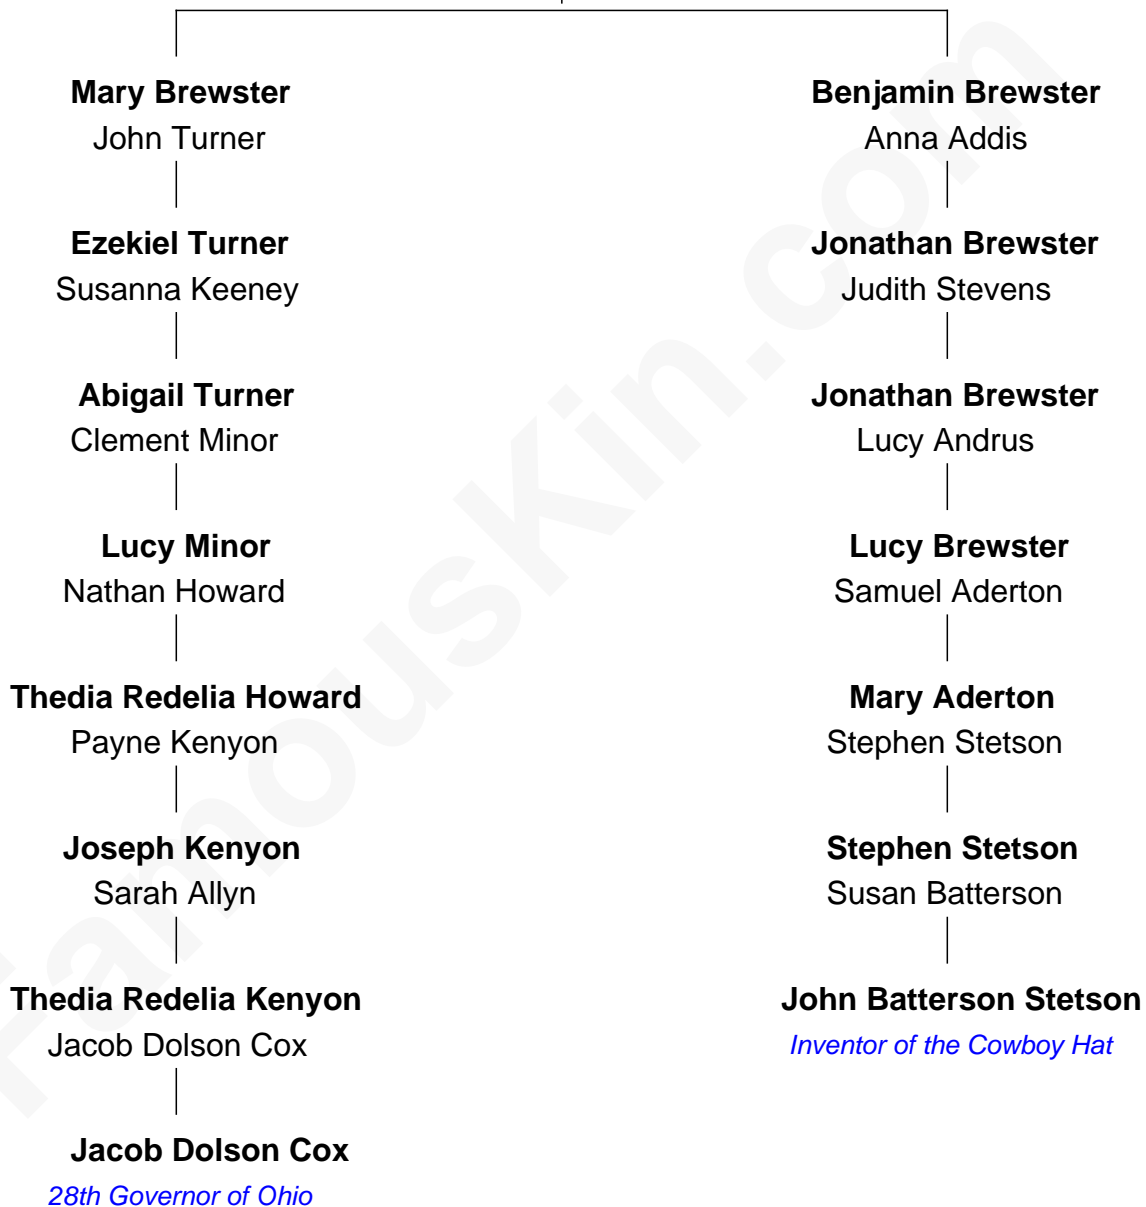 Mary Brewster
John Turner
Ezekiel Turner
Susanna Keeney
Abigail Turner
Clement Minor
Lucy Minor
Nathan Howard
Thedia Redelia Howard
Payne Kenyon
Joseph Kenyon
Sarah Allyn
Thedia Redelia Kenyon
Jacob Dolson Cox
Jacob Dolson Cox
28th Governor of Ohio
Benjamin Brewster
Anna Addis
Jonathan Brewster
Judith Stevens
Jonathan Brewster
Lucy Andrus
Lucy Brewster
Samuel Aderton
Mary Aderton
Stephen Stetson
Stephen Stetson
Susan Batterson
John Batterson Stetson
Inventor of the Cowboy Hat
FamousKin.com